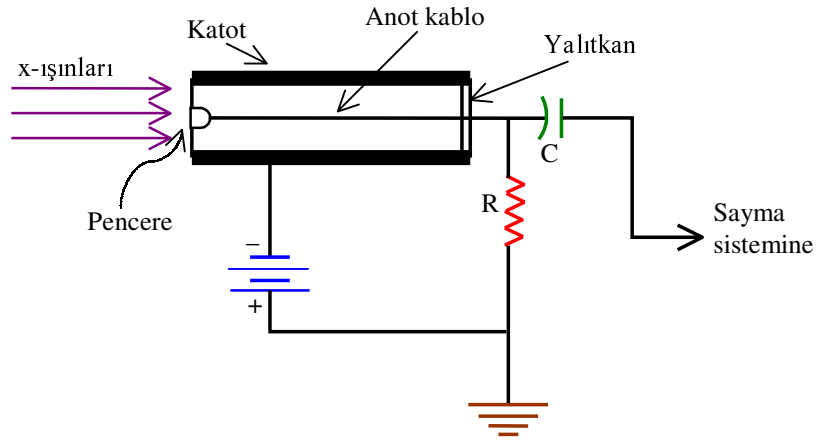 Anot kablo
Katot
Yalıtkan
x-ışınları
C
Pencere
R
Sayma
sistemine
–
+